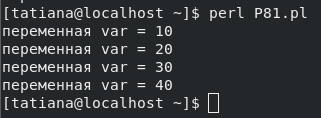 [tatiana@localhost ~]$ perl P81.pl
переменная var = 10
переменная var = 20
переменная var = 30
переменная var = 40
[tatiana@localhost ~]$